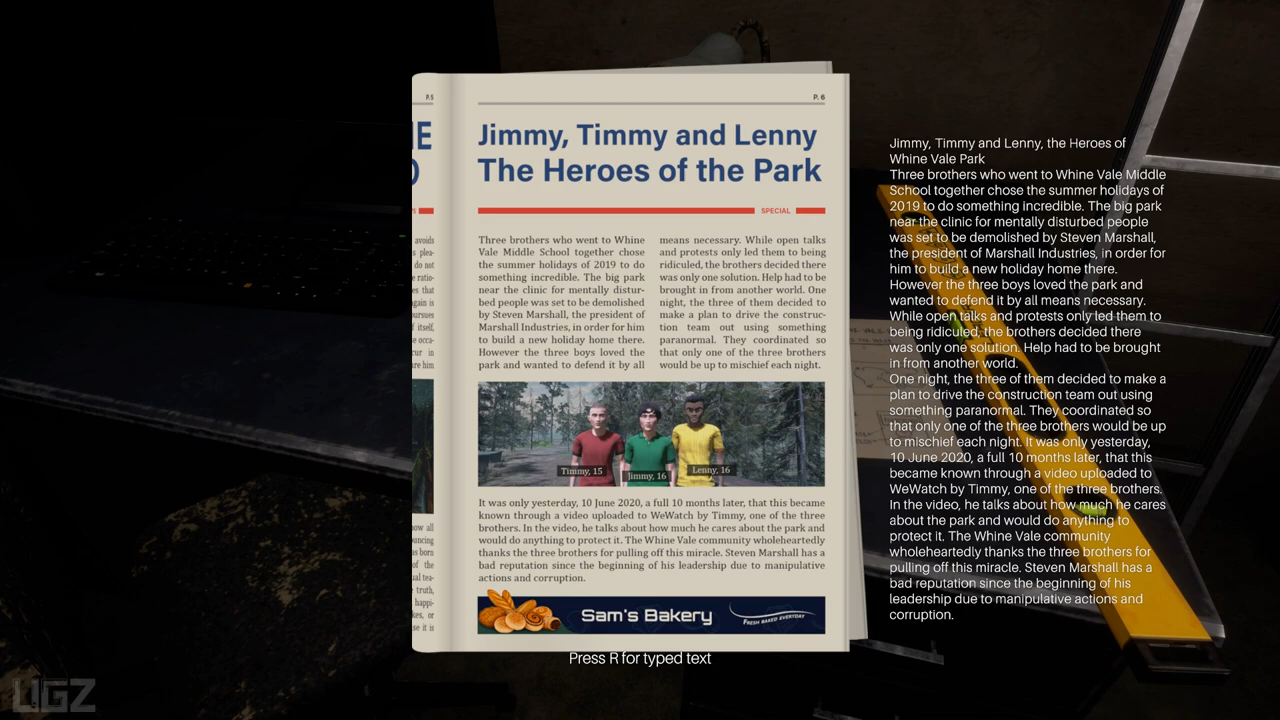 P.5
P. 6
Jimmy, Timmy and Lenny
The Heroes of the Park
SPECIAL
Three brothers who went to Whine
Vale Middle School together chose
the summer holidays of 2019 to do
something incredible. The big park
near the clinic for mentally distur-
bed people was set to be demolished
by Steven Marshall, the president of
Marshall Industries, in order for him
to build a new holiday home there.
However the three boys loved the
park and wanted to defend it by all
means necessary. While open talks
and protests only led them to being
ridiculed, the brothers decided there
was only one solution. Help had to be
brought in from another world. One
night, the three of them decided to
make a plan to drive the construc-
tion team out using something
paranormal. They coordinated so
that only one of the three brothers
would be up to mischief each night.
Timmy, 15
Jimmy, 16
Lenny, 16
It was only yesterday, 10 June 2020, a full 10 months later, that this became
known through a video uploaded to WeWatch by Timmy, one of the three
brothers. In the video, he talks about how much he cares about the park and
would do anything to protect it. The Whine Vale community wholeheartedly
thanks the three brothers for pulling off this miracle. Steven Marshall has a
bad reputation since the beginning of his leadership due to manipulative
actions and corruption.
Sam's Bakery
FRESH BAKED EVERYDAY
Press R for typed text
Jimmy, Timmy and Lenny, the Heroes of
Whine Vale Park
Three brothers who went to Whine Vale Middle
School together chose the summer holidays of
2019 to do something incredible. The big park
near the clinic for mentally disturbed people
was set to be demolished by Steven Marshall,
the president of Marshall Industries, in order for
him to build a new holiday home there.
However the three boys loved the park and
wanted to defend it by all means necessary.
While open talks and protests only led them to
being ridiculed, the brothers decided there
was only one solution. Help had to be brought
in from another world.
One night, the three of them decided to make a
plan to drive the construction team out using
something paranormal. They coordinated so
that only one of the three brothers would be up
to mischief each night. It was only yesterday,
10 June 2020, a full 10 months later, that this
became known through a video uploaded to
WeWatch by Timmy, one of the three brothers.
In the video, he talks about how much he cares
about the park and would do anything to
protect it. The Whine Vale community
wholeheartedly thanks the three brothers for
pulling off this miracle. Steven Marshall has a
bad reputation since the beginning of his
leadership due to manipulative actions and
corruption.
UGZ